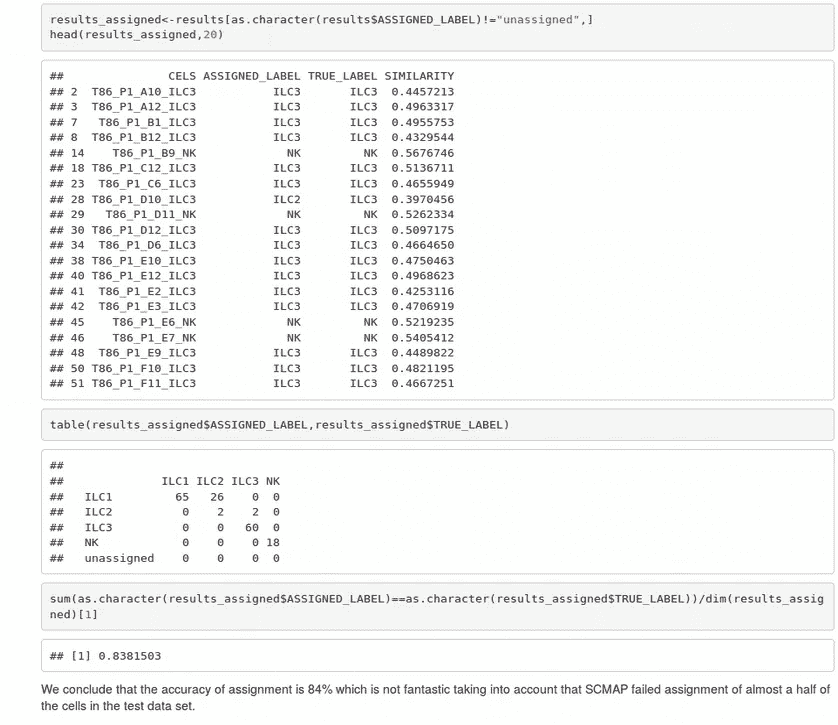 results_assigned<-results[as.character(results$ASSIGNED_LABEL)!="unassigned",]
head(results_assigned,20)
##                 CELS ASSIGNED_LABEL TRUE_LABEL SIMILARITY
## 2  T86_P1_A10_ILC3           ILC3       ILC3  0.4457213
## 3  T86_P1_A12_ILC3           ILC3       ILC3  0.4963317
## 7   T86_P1_B1_ILC3           ILC3       ILC3  0.4955753
## 8  T86_P1_B12_ILC3           ILC3       ILC3  0.4329544
## 14    T86_P1_B9_NK             NK         NK  0.5676746
## 18 T86_P1_C12_ILC3           ILC3       ILC3  0.5136711
## 23  T86_P1_C6_ILC3           ILC3       ILC3  0.4655949
## 28 T86_P1_D10_ILC3           ILC2       ILC3  0.3970456
## 29   T86_P1_D11_NK             NK         NK  0.5262334
## 30 T86_P1_D12_ILC3           ILC3       ILC3  0.5097175
## 34  T86_P1_D6_ILC3           ILC3       ILC3  0.4664650
## 38 T86_P1_E10_ILC3           ILC3       ILC3  0.4750463
## 40 T86_P1_E12_ILC3           ILC3       ILC3  0.4968623
## 41  T86_P1_E2_ILC3           ILC3       ILC3  0.4253116
## 42  T86_P1_E3_ILC3           ILC3       ILC3  0.4706919
## 45    T86_P1_E6_NK             NK         NK  0.5219235
## 46    T86_P1_E7_NK             NK         NK  0.5405412
## 48  T86_P1_E9_ILC3           ILC3       ILC3  0.4489822
## 50 T86_P1_F10_ILC3           ILC3       ILC3  0.4821195
## 51 T86_P1_F11_ILC3           ILC3       ILC3  0.4667251
table(results_assigned$ASSIGNED_LABEL,results_assigned$TRUE_LABEL)
##
##              ILC1 ILC2 ILC3 NK
##   ILC1         65   26    0  0
##   ILC2          0    2    2  0
##   ILC3          0    0   60  0
##   NK            0    0    0 18
##   unassigned    0    0    0  0
sum(as.character(results_assigned$ASSIGNED_LABEL)==as.character(results_assigned$TRUE_LABEL))/dim(results_assig
ned)[1]
## [1] 0.8381503
We conclude that the accuracy of assignment is 84% which is not fantastic taking into account that SCMAP failed assignment of almost a half of
the cells in the test data set.